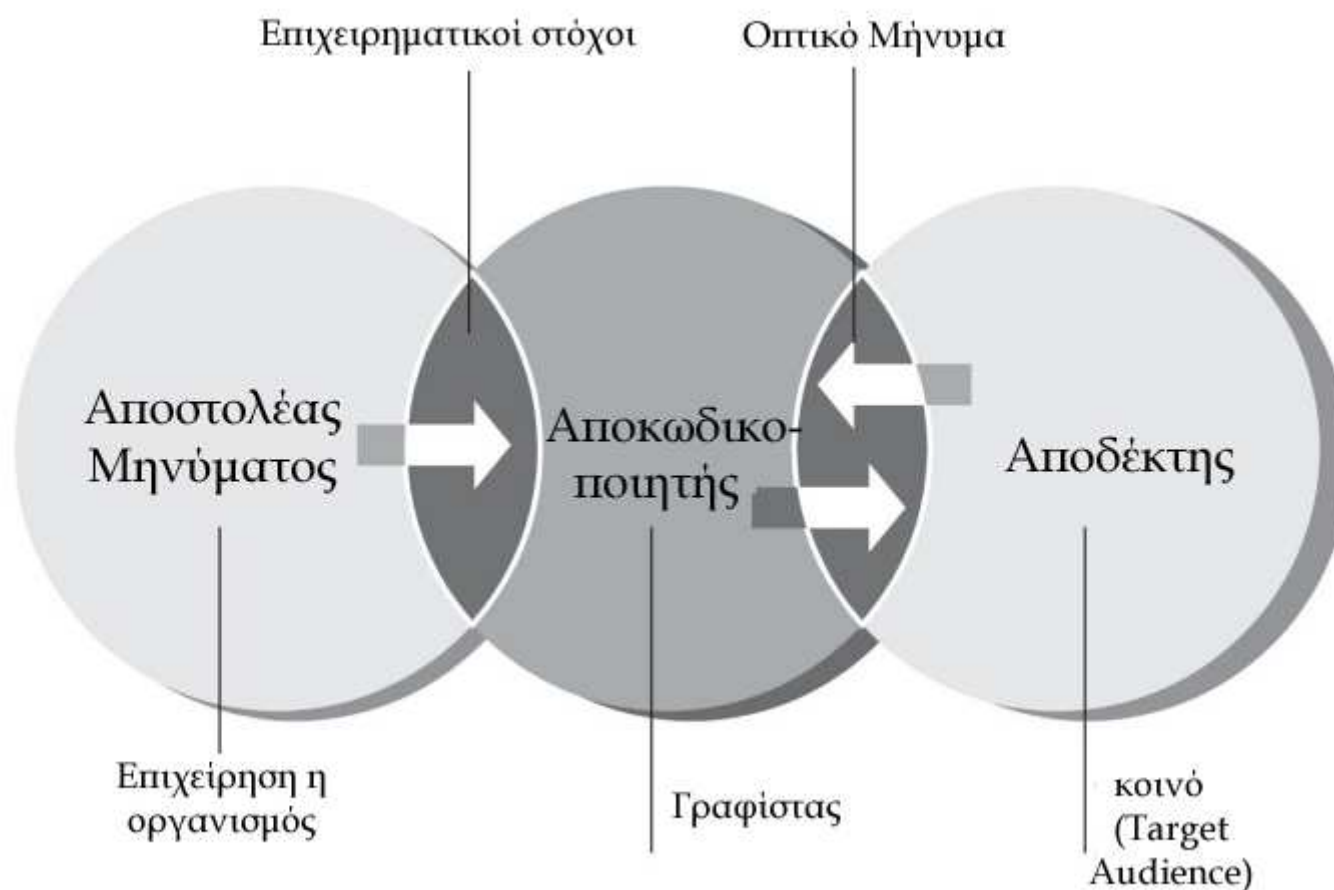 Επιχειρηματικοί στόχοι
Οπτικό Μήνυμα
Αποστολέας
Μηνύματος
Αποκωδικο-
ποιητής
Αποδέκτης
Επιχείρηση η
οργανισμός
Γραφίστας
κοινό
(Target
Audience)